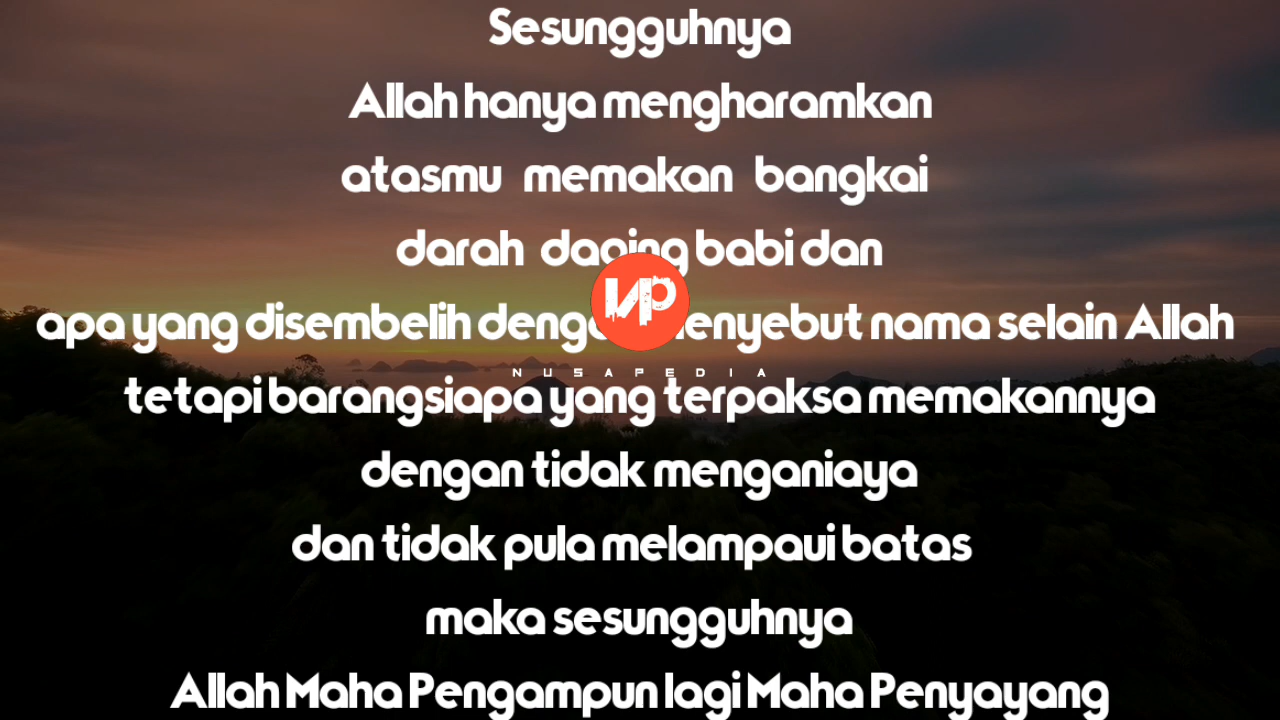 Sesungguhnya
Allah hanya mengharamkan
atasmu memakan bangkai
darah daging babi dan
apa yang disembelih dengan menyebut nama selain Allah
NUSAPEDIA
tetapi barangsiapa yang terpaksa memakannya
dengan tidak menganiaya
dan tidak pula melampaui batas
maka sesungguhnya
Allah Maha Pengampun lagi Maha Penyayang